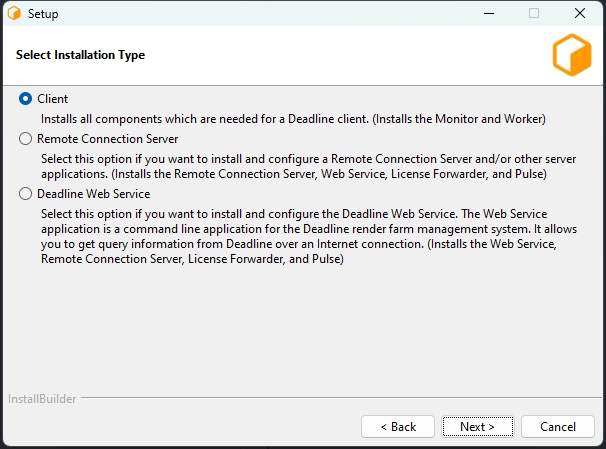 Setup
Select Installation Type
Client
Installs all components which are needed for a Deadline client. (Installs the Monitor and Worker)
Remote Connection Server
Select this option if you want to install and configure a Remote Connection Server and/or other server
applications. (Installs the Remote Connection Server, Web Service, License Forwarder, and Pulse)
Deadline Web Service
Select this option if you want to install and configure the Deadline Web Service. The Web Service
application is a command line application for the Deadline render farm management system. It allows
you to get query information from Deadline over an Internet connection. (Installs the Web Service,
Remote Connection Server, License Forwarder, and Pulse)
InstallBuilder
< Back
Next >
Cancel